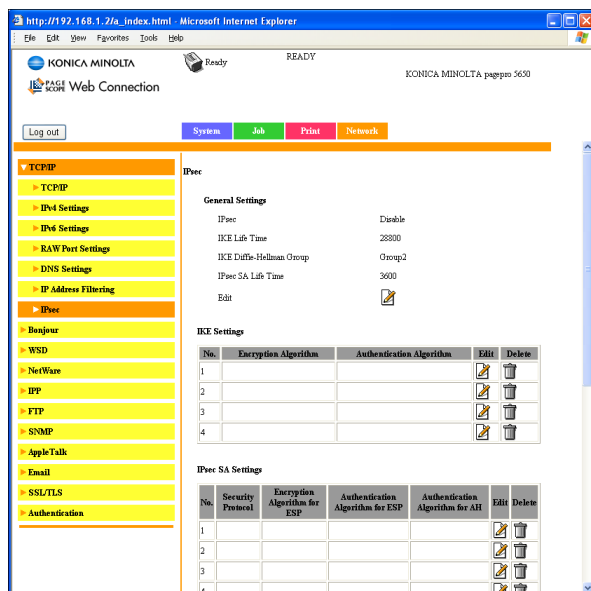 http://192.168.1.2/a_index.html - Microsoft Internet Explorer
File Edit View Favorites Tools Help
KONICA MINOLTA
Ready
READY
KONICA MINOLTA pagepro 5650
PAGE SCOPE Web Connection
Log out
System Job Print Network
TCP/IP
TCP/IP
IPv4 Settings
IPv6 Settings
RAW Port Settings
DNS Settings
IP Address Filtering
IPsec
Bonjour
WSD
NetWare
IPP
FTP
SNMP
AppleTalk
Email
SSL/TLS
Authentication
IPsec
General Settings
IPsec Disable
IKE Life Time 28800
IKE Diffie-Hellman Group Group2
IPsec SA Life Time 3600
Edit
IKE Settings
No. Encryption Algorithm Authentication Algorithm Edit Delete
1
2
3
4
IPsec SA Settings
No. Security Protocol Encryption Algorithm for ESP Authentication Algorithm for ESP Authentication Algorithm for AH Edit Delete
1
2
3
4